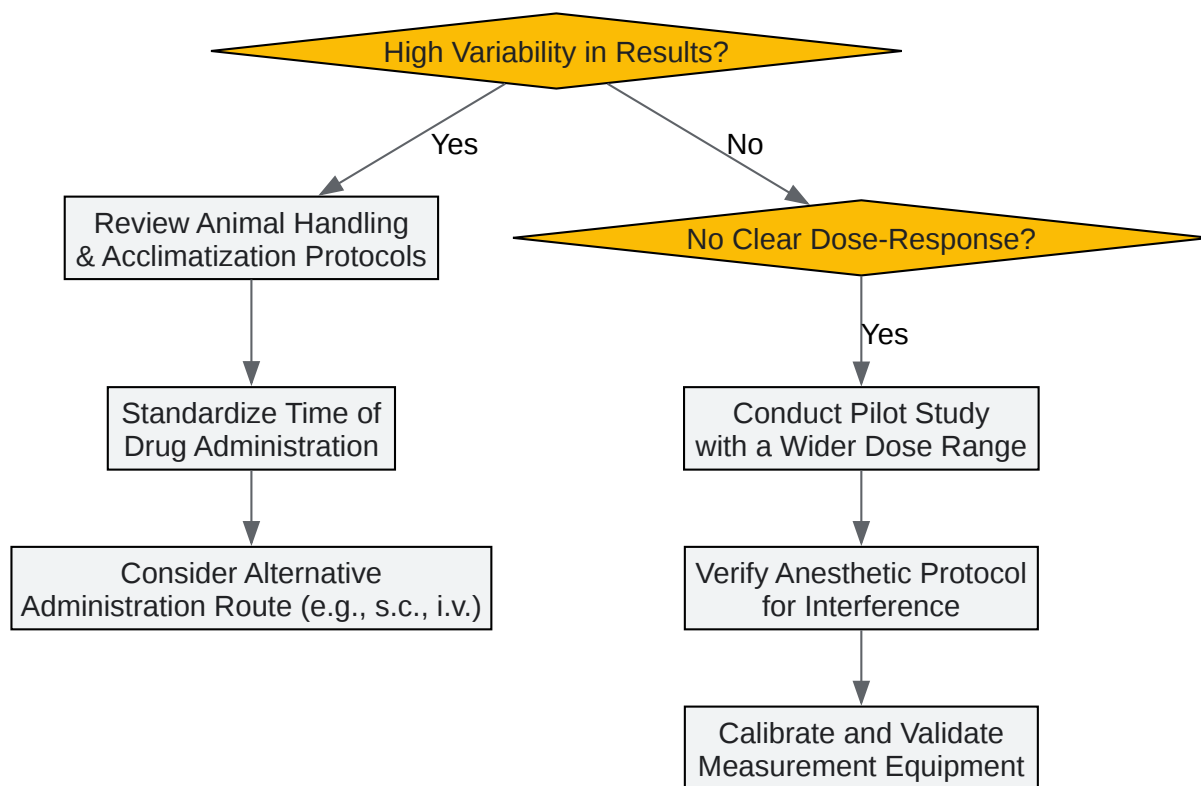 High Variability in Results?
Yes
No
Review Animal Handling
& Acclimatization Protocols
No Clear Dose-Response?
Yes
Standardize Time of
Drug Administration
Conduct Pilot Study
with a Wider Dose Range
Consider Alternative
Administration Route (e.g., s.c., i.v.)
Verify Anesthetic Protocol
for Interference
Calibrate and Validate
Measurement Equipment